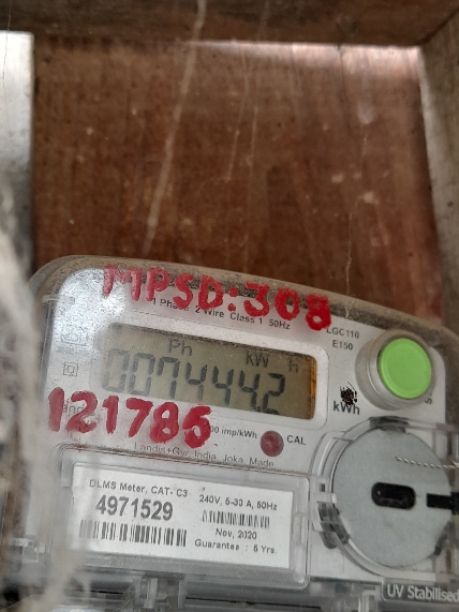 MPSD:308
1 Phase 2 Wire Class 1 50Hz
LGC110
E150
Ph kW h
0074444.2
kWh
121785
imp/kWh
CAL
Landis+Gyr, India, Joka, Made
DLMS Meter, CAT- C3
240V, 5-30 A, 50Hz
4971529
Nov, 2020
Guarantee : 5 Yrs.
UV Stabilised